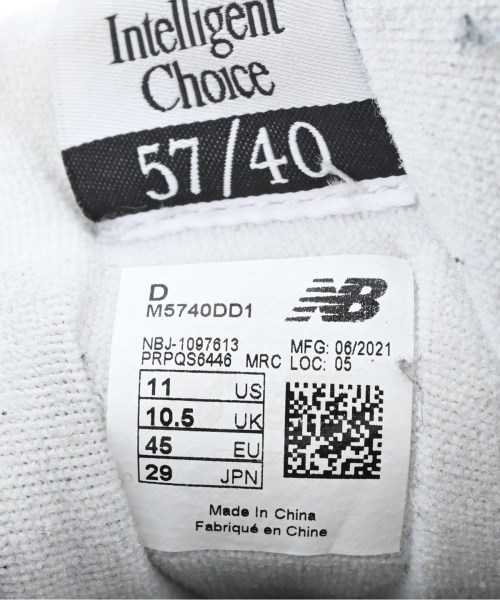 Intelligent
Choice
57/40
D
M5740DD1
NB
NBJ-1097613 MFG: 06/2021
PRPQS6446 MRC LOC: 05
11 US
10.5 UK
45 EU
29 JPN
Made In China
Fabriqué en Chine